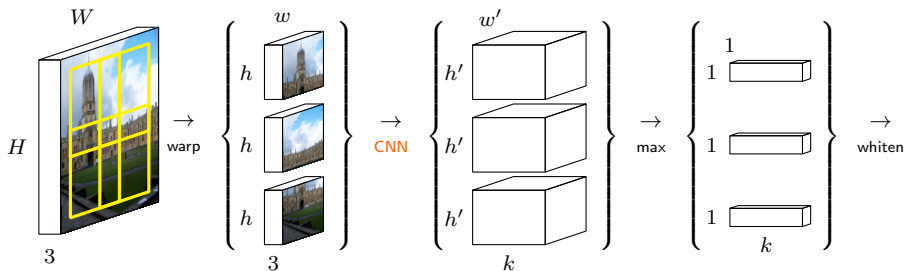 W
H
3
→
warp
w
h
h
h
3
→
CNN
w′
h′
h′
h′
k
→
max
1
1
1
1
k
→
whiten